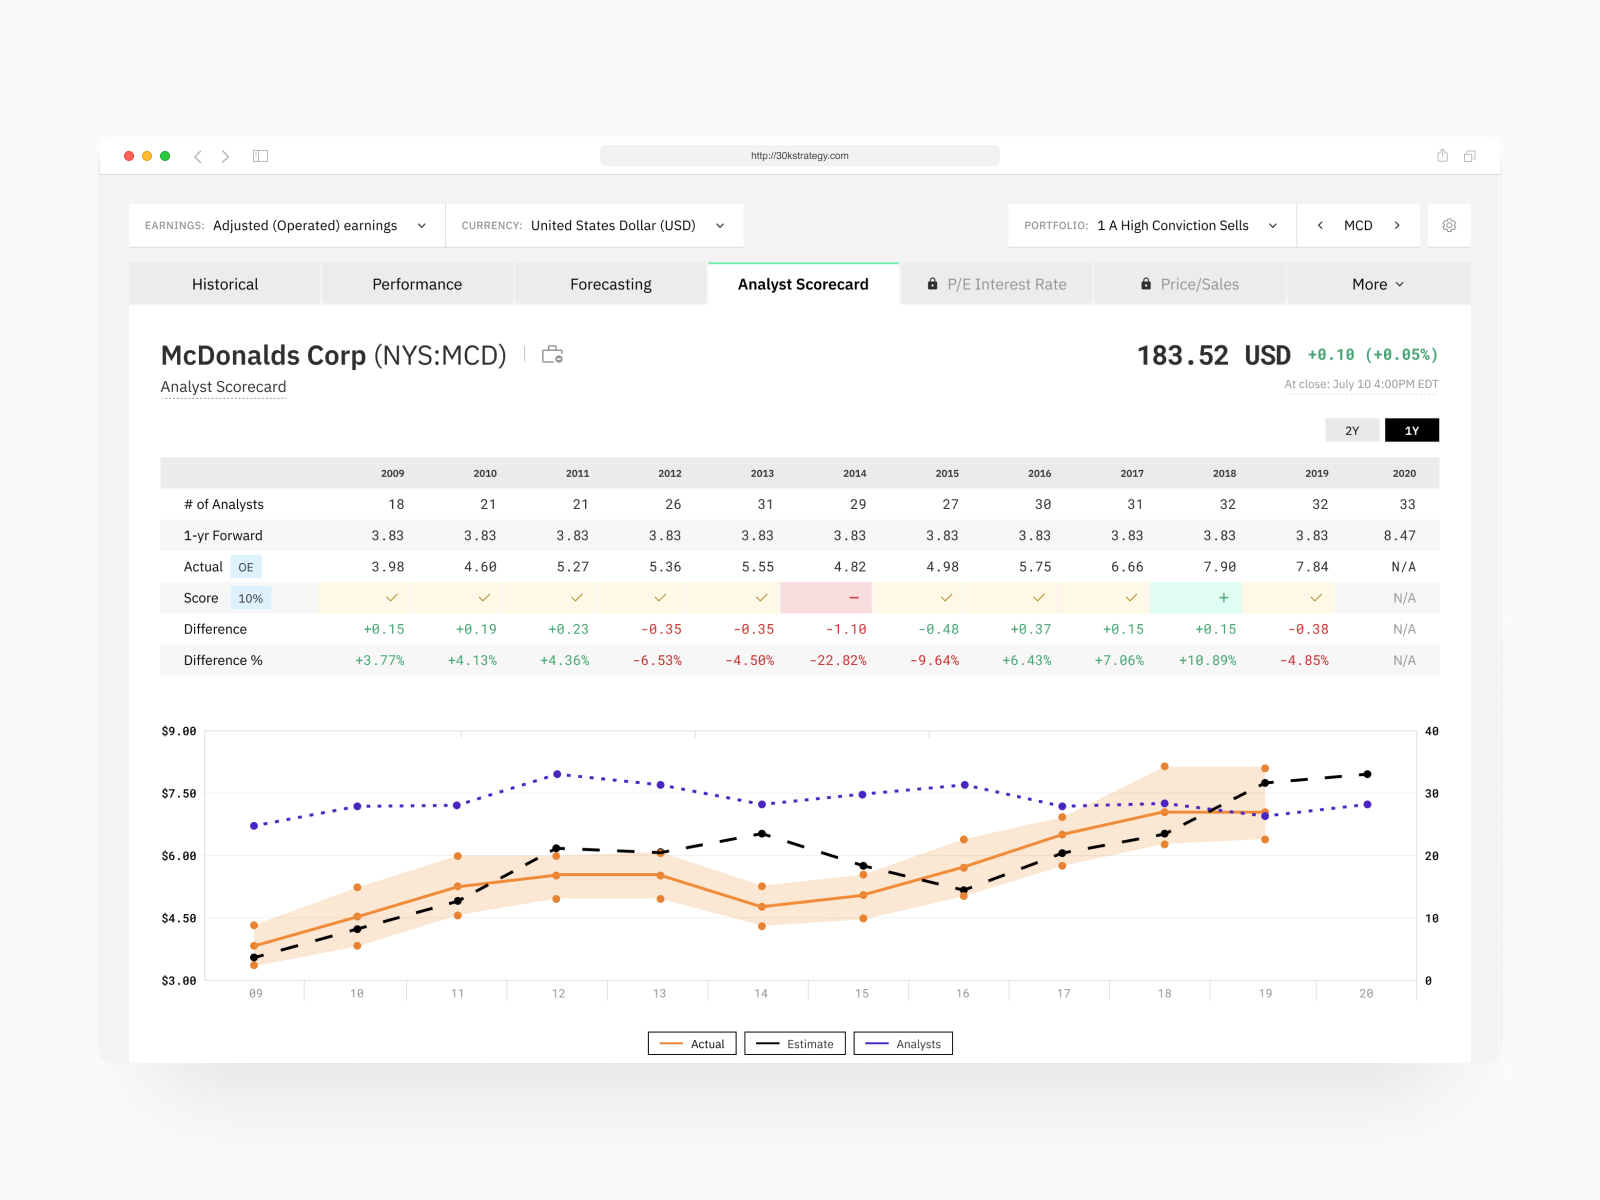 http://30kstrategy.com
EARNINGS: Adjusted (Operated) earnings CURRENCY: United States Dollar (USD) PORTFOLIO: 1 A High Conviction Sells MCD
Historical Performance Forecasting Analyst Scorecard P/E Interest Rate Price/Sales More
McDonalds Corp (NYS:MCD) 183.52 USD +0.10 (+0.05%)
Analyst Scorecard At close: July 10 4:00PM EDT
2Y 1Y
2009 2010 2011 2012 2013 2014 2015 2016 2017 2018 2019 2020
# of Analysts 18 21 21 26 31 29 27 30 31 32 32 33
1-yr Forward 3.83 3.83 3.83 3.83 3.83 3.83 3.83 3.83 3.83 3.83 3.83 8.47
Actual OE 3.98 4.60 5.27 5.36 5.55 4.82 4.98 5.75 6.66 7.90 7.84 N/A
Score 10% ✓ ✓ ✓ ✓ ✓ − ✓ ✓ ✓ + ✓ N/A
Difference +0.15 +0.19 +0.23 -0.35 -0.35 -1.10 -0.48 +0.37 +0.15 +0.15 -0.38 N/A
Difference % +3.77% +4.13% +4.36% -6.53% -4.50% -22.82% -9.64% +6.43% +7.06% +10.89% -4.85% N/A
$9.00 40
$7.50 30
$6.00 20
$4.50 10
$3.00 0
09 10 11 12 13 14 15 16 17 18 19 20
Actual Estimate Analysts